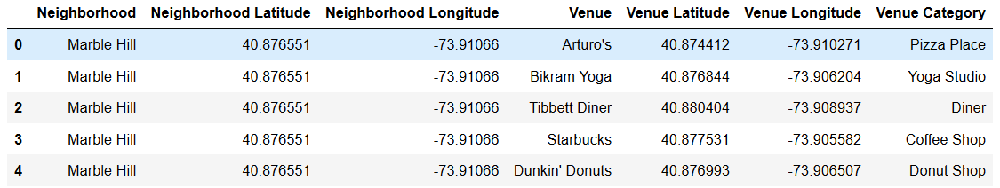 Neighborhood Neighborhood Latitude Neighborhood Longitude Venue Venue Latitude Venue Longitude Venue Category
0 Marble Hill 40.876551 -73.91066 Arturo's 40.874412 -73.910271 Pizza Place
1 Marble Hill 40.876551 -73.91066 Bikram Yoga 40.876844 -73.906204 Yoga Studio
2 Marble Hill 40.876551 -73.91066 Tibbett Diner 40.880404 -73.908937 Diner
3 Marble Hill 40.876551 -73.91066 Starbucks 40.877531 -73.905582 Coffee Shop
4 Marble Hill 40.876551 -73.91066 Dunkin' Donuts 40.876993 -73.906507 Donut Shop